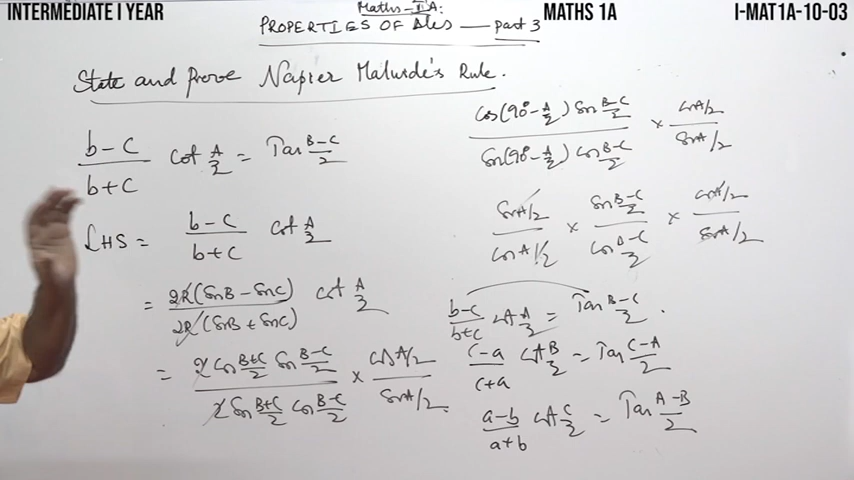 INTERMEDIATE I YEAR
Maths-IA:
MATHS 1A
I-MAT1A-10-03
PROPERTIES OF Δles — part 3
State and prove Napier Malurde's Rule.
b-c/b+c cot A/2 = Tan B-C/2
LHS = b-c/b+c cot A/2
= 2R(SinB - SinC)/2R(SinB + SinC) cot A/2
= 2 cos B+C/2 Sin B-C/2 / 2 Sin B+C/2 cos B-C/2 × cos A/2 / Sin A/2.
cos(90°- A/2) Sin B-C/2 / Sin(90°- A/2) cos B-C/2 × cos A/2 / Sin A/2
Sin A/2 / cos A/2 × Sin B-C/2 / cos B-C/2 × cos A/2 / Sin A/2
b-c/b+c cot A/2 = Tan B-C/2.
c-a/c+a cot B/2 = Tan C-A/2
a-b/a+b cot C/2 = Tan A-B/2